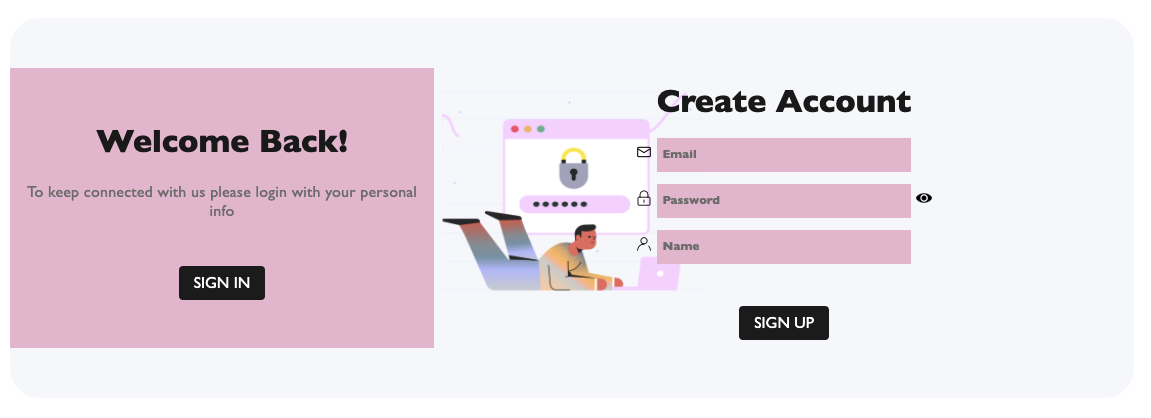 Welcome Back!
To keep connected with us please login with your personal
info
SIGN IN
Create Account
Email
Password
Name
SIGN UP